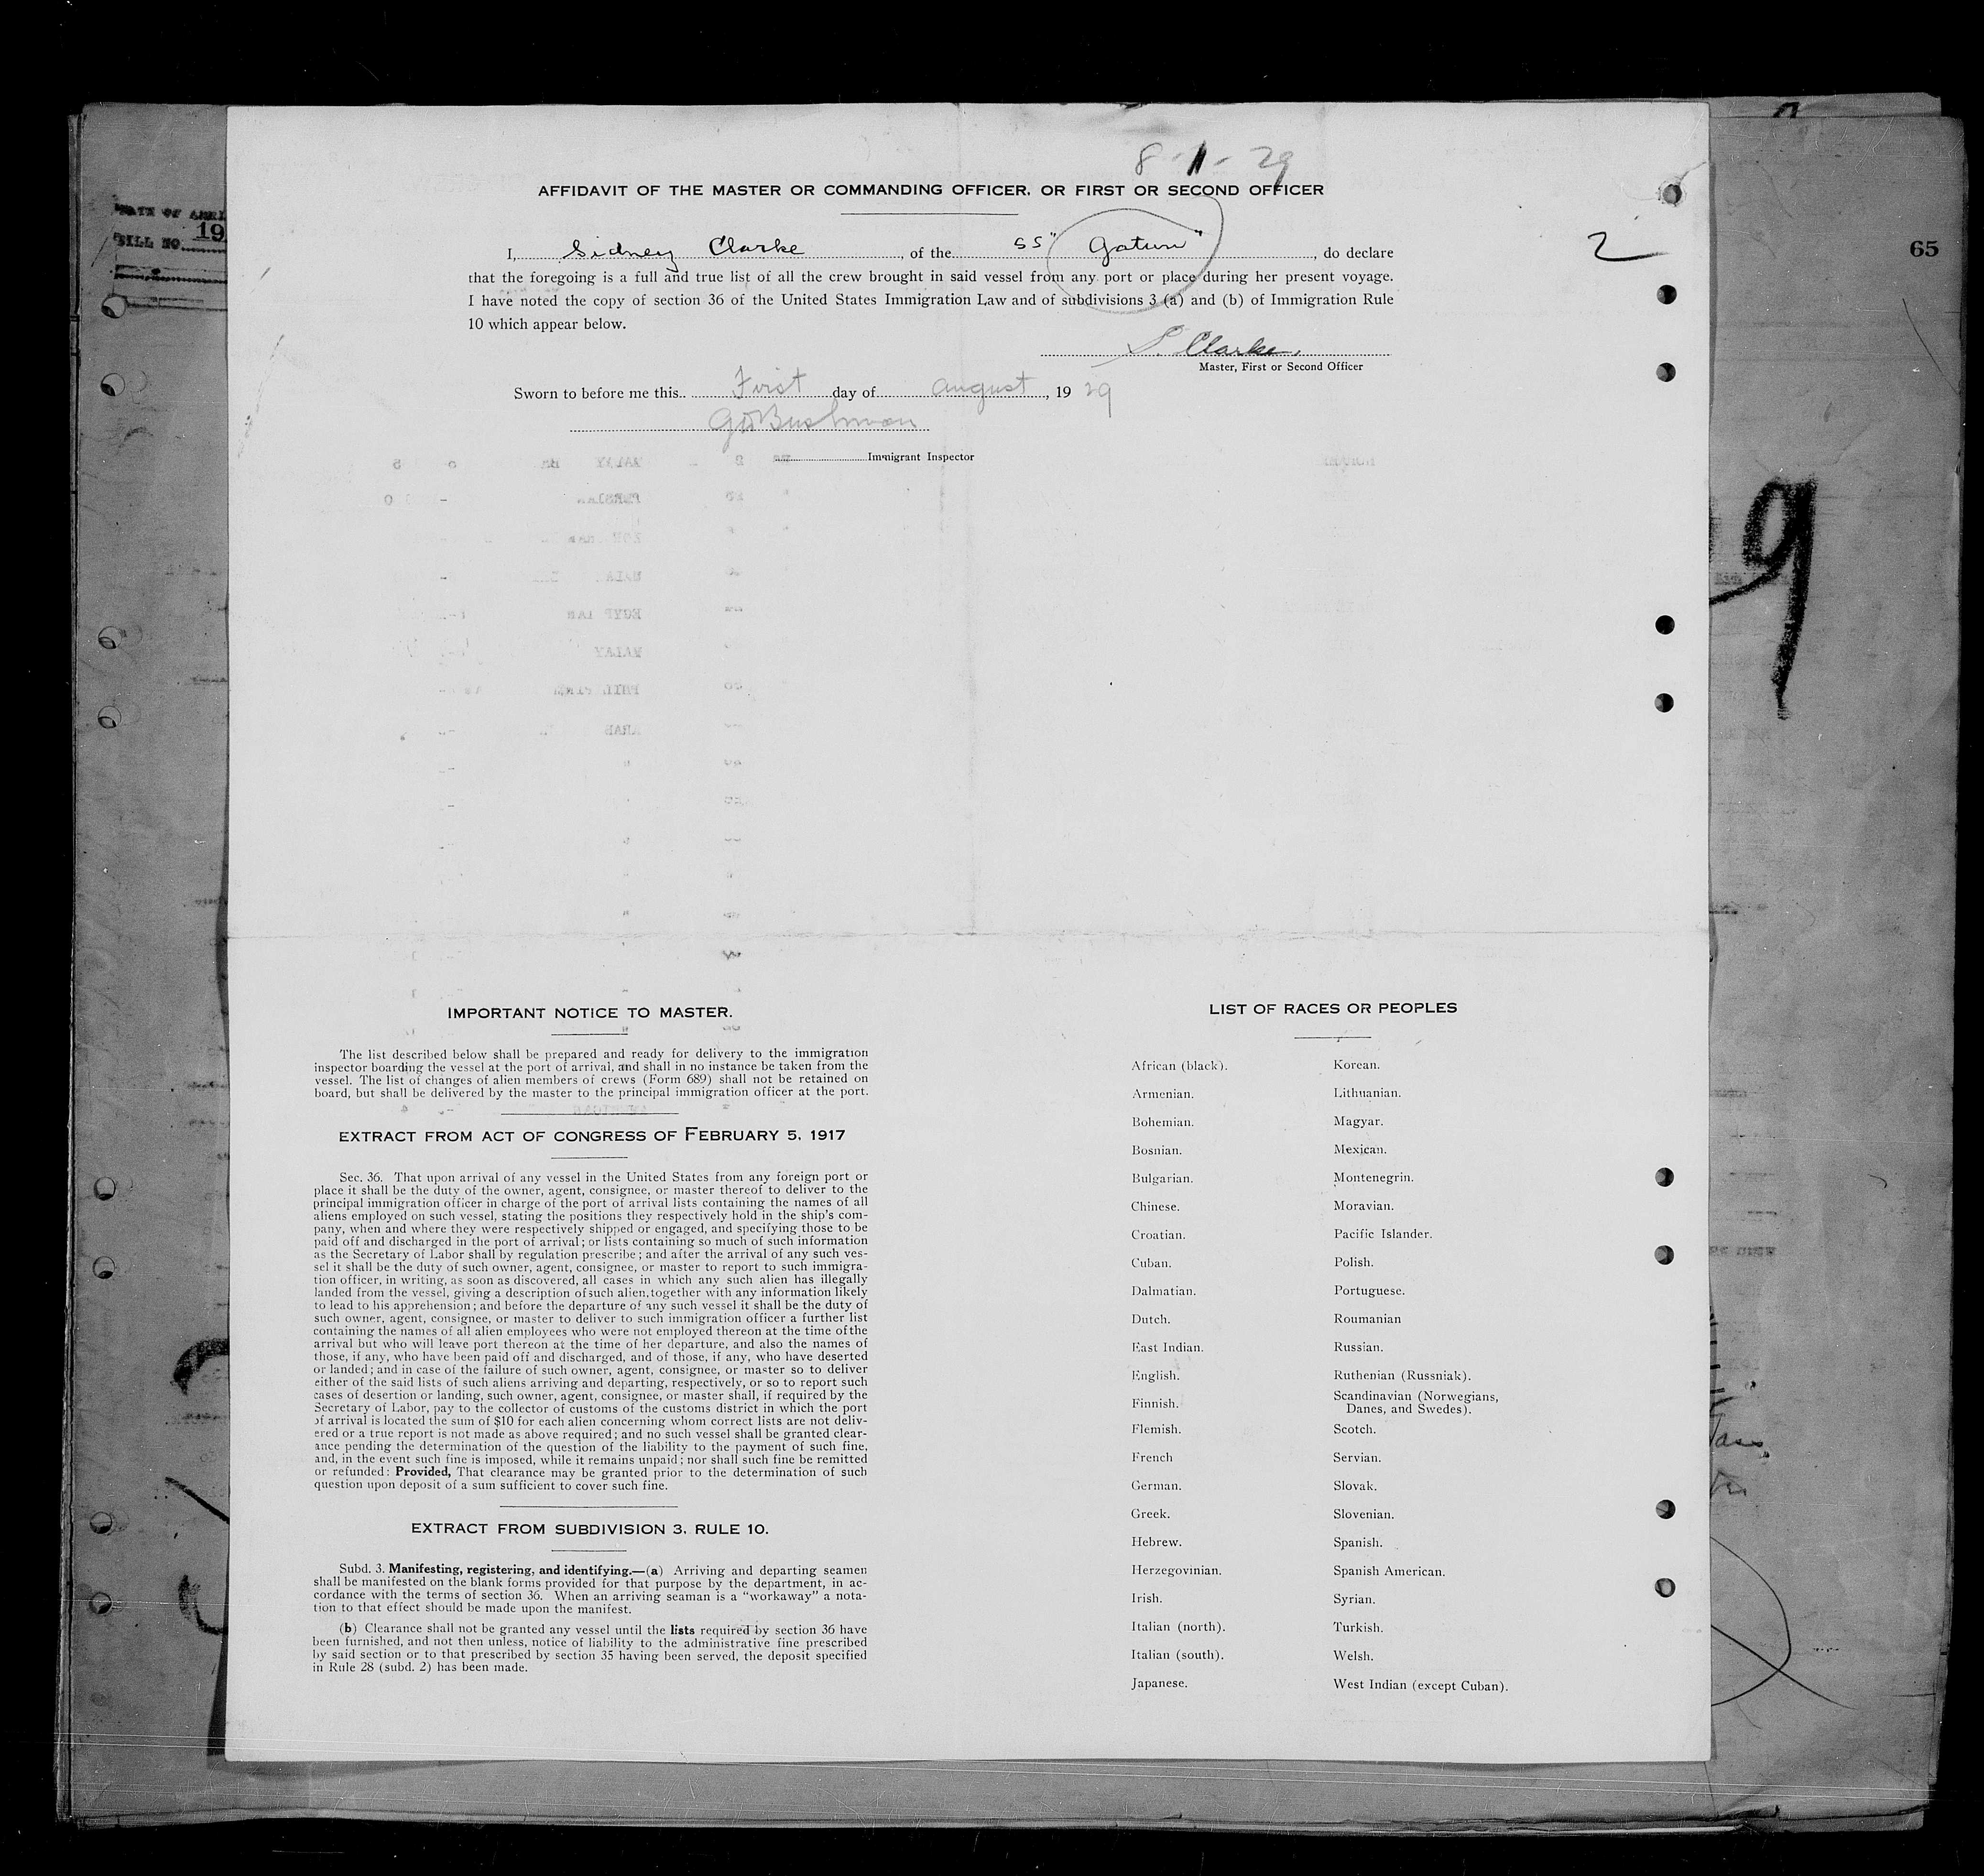 8-1-29
AFFIDAVIT OF THE MASTER OR COMMANDING OFFICER, OR FIRST OR SECOND OFFICER
I, Sidney Clarke, of the SS "Gatun", do declare
that the foregoing is a full and true list of all the crew brought in said vessel from any port or place during her present voyage.
I have noted the copy of section 36 of the United States Immigration Law and of subdivisions 3 (a) and (b) of Immigration Rule
10 which appear below.
2
65
19
BILL NO.
S. Clarke.
Master, First or Second Officer
Sworn to before me this First day of August, 19 29
Bushman
Immigrant Inspector
9
IMPORTANT NOTICE TO MASTER.
The list described below shall be prepared and ready for delivery to the immigration
inspector boarding the vessel at the port of arrival, and shall in no instance be taken from the
vessel. The list of changes of alien members of crews (Form 689) shall not be retained on
board, but shall be delivered by the master to the principal immigration officer at the port.
EXTRACT FROM ACT OF CONGRESS OF FEBRUARY 5, 1917
Sec. 36. That upon arrival of any vessel in the United States from any foreign port or
place it shall be the duty of the owner, agent, consignee, or master thereof to deliver to the
principal immigration officer in charge of the port of arrival lists containing the names of all
aliens employed on such vessel, stating the positions they respectively hold in the ship's com-
pany, when and where they were respectively shipped or engaged, and specifying those to be
paid off and discharged in the port of arrival; or lists containing so much of such information
as the Secretary of Labor shall by regulation prescribe; and after the arrival of any such ves-
sel it shall be the duty of such owner, agent, consignee, or master to report to such immigra-
tion officer, in writing, as soon as discovered, all cases in which any such alien has illegally
landed from the vessel, giving a description of such alien, together with any information likely
to lead to his apprehension; and before the departure of any such vessel it shall be the duty of
such owner, agent, consignee, or master to deliver to such immigration officer a further list
containing the names of all alien employees who were not employed thereon at the time of the
arrival but who will leave port thereon at the time of her departure, and also the names of
those, if any, who have been paid off and discharged, and of those, if any, who have deserted
or landed; and in case of the failure of such owner, agent, consignee, or master so to deliver
either of the said lists of such aliens arriving and departing, respectively, or so to report such
cases of desertion or landing, such owner, agent, consignee, or master shall, if required by the
Secretary of Labor, pay to the collector of customs of the customs district in which the port
of arrival is located the sum of $10 for each alien concerning whom correct lists are not deliv-
ered or a true report is not made as above required; and no such vessel shall be granted clear-
ance pending the determination of the question of the liability to the payment of such fine,
and, in the event such fine is imposed, while it remains unpaid; nor shall such fine be remitted
or refunded: Provided, That clearance may be granted prior to the determination of such
question upon deposit of a sum sufficient to cover such fine.
EXTRACT FROM SUBDIVISION 3, RULE 10.
Subd. 3. Manifesting, registering, and identifying.—(a) Arriving and departing seamen
shall be manifested on the blank forms provided for that purpose by the department, in ac-
cordance with the terms of section 36. When an arriving seaman is a "workaway" a nota-
tion to that effect should be made upon the manifest.
(b) Clearance shall not be granted any vessel until the lists required by section 36 have
been furnished, and not then unless, notice of liability to the administrative fine prescribed
by said section or to that prescribed by section 35 having been served, the deposit specified
in Rule 28 (subd. 2) has been made.
LIST OF RACES OR PEOPLES
African (black).
Armenian.
Bohemian.
Bosnian.
Bulgarian.
Chinese.
Croatian.
Cuban.
Dalmatian.
Dutch.
East Indian.
English.
Finnish.
Flemish.
French
German.
Greek.
Hebrew.
Herzegovinian.
Irish.
Italian (north).
Italian (south).
Japanese.
Korean.
Lithuanian.
Magyar.
Mexican.
Montenegrin.
Moravian.
Pacific Islander.
Polish.
Portuguese.
Roumanian
Russian.
Ruthenian (Russniak).
Scandinavian (Norwegians,
Danes, and Swedes).
Scotch.
Servian.
Slovak.
Slovenian.
Spanish.
Spanish American.
Syrian.
Turkish.
Welsh.
West Indian (except Cuban).